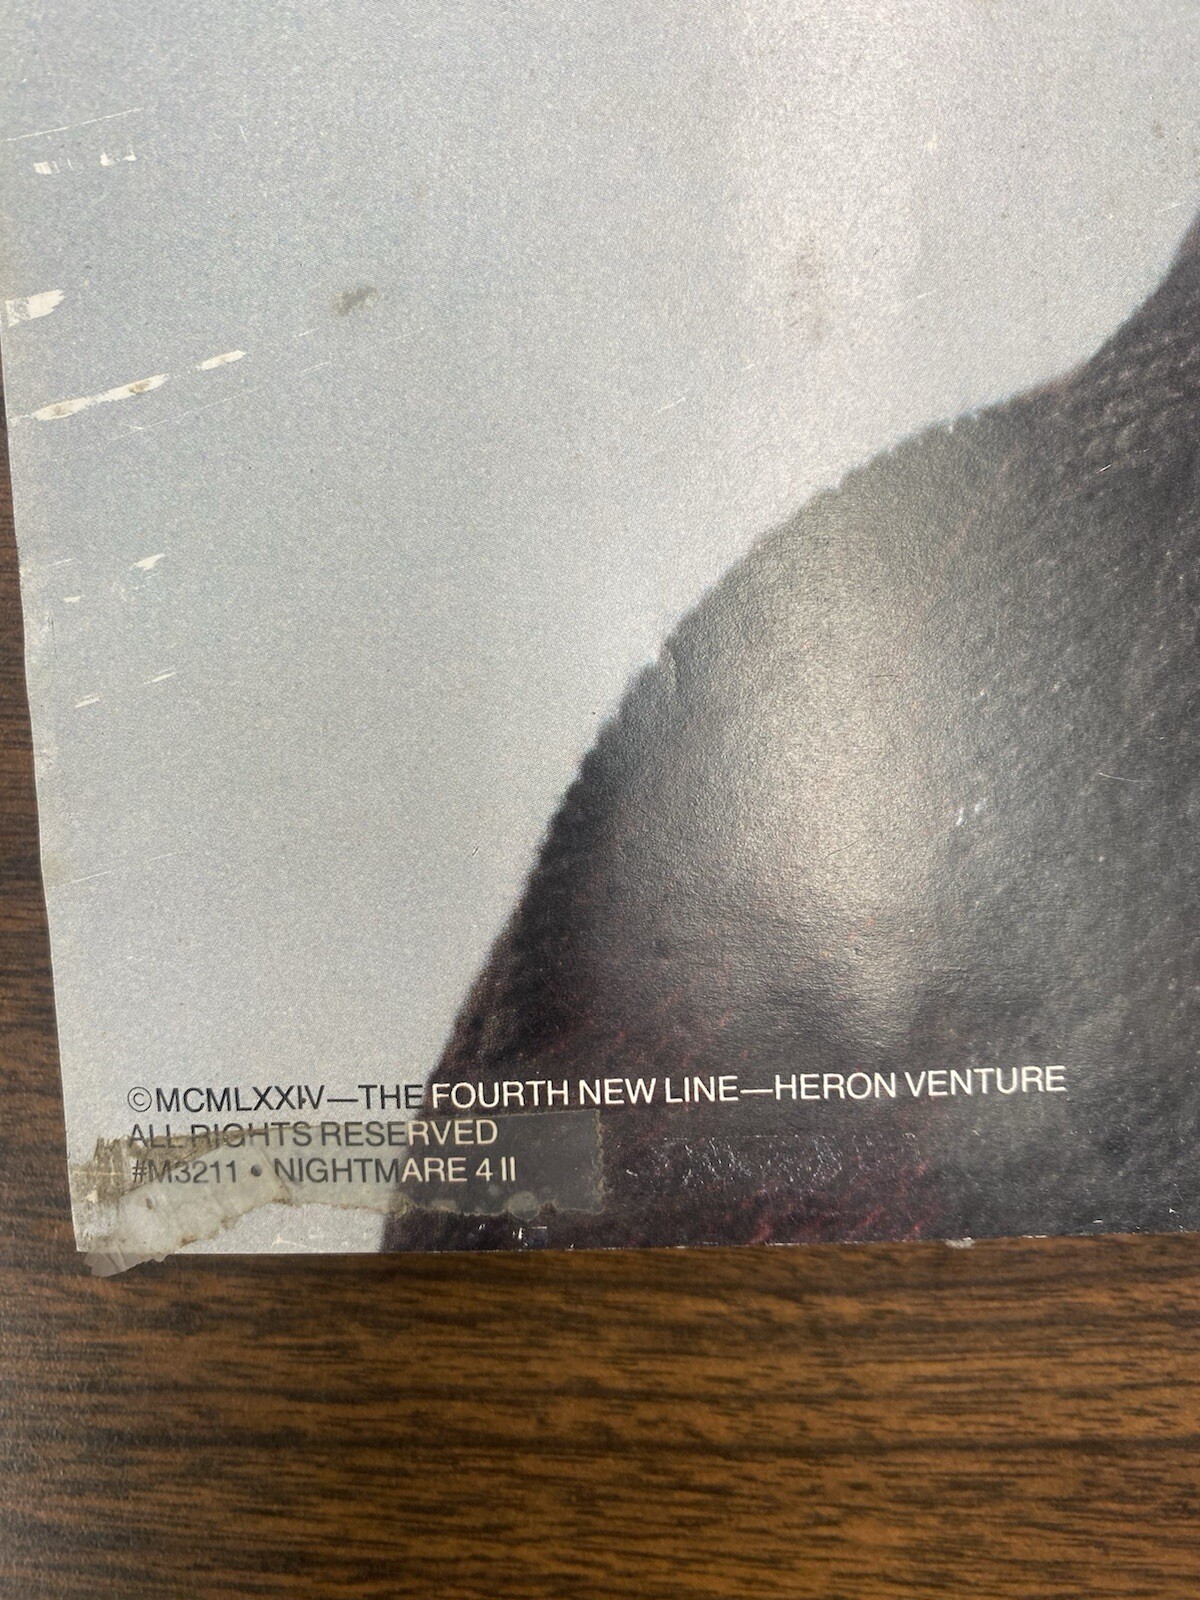 ©MCMLXXIV—THE FOURTH NEW LINE—HERON VENTURE
ALL RIGHTS RESERVED
#M3211 • NIGHTMARE 4 II